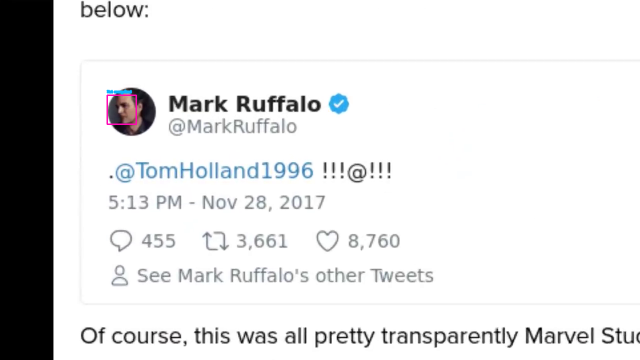 below:
Mark Ruffalo
@MarkRuffalo
.@TomHolland1996 !!!@!!!
5:13 PM - Nov 28, 2017
455 3,661 8,760
See Mark Ruffalo's other Tweets
Of course, this was all pretty transparently Marvel Stu